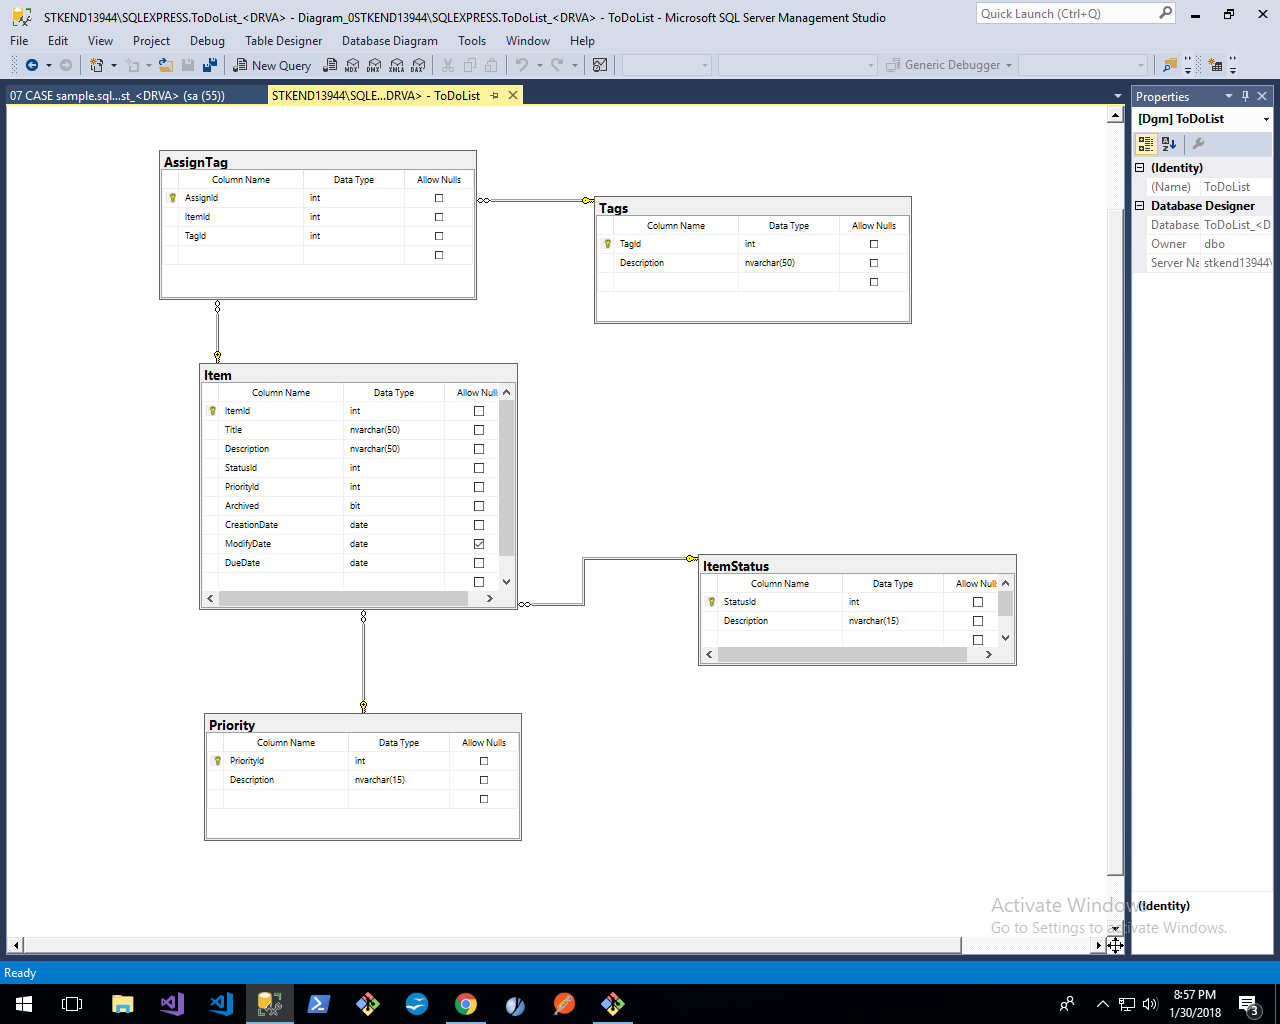 STKEND13944\SQLEXPRESS.ToDoList_<DRVA> - Diagram_0STKEND13944\SQLEXPRESS.ToDoList_<DRVA> - ToDoList - Microsoft SQL Server Management Studio
Quick Launch (Ctrl+Q)
File Edit View Project Debug Table Designer Database Diagram Tools Window Help
New Query MDX DMX XMLA DAX Generic Debugger
07 CASE sample.sql...st_<DRVA> (sa (55)) STKEND13944\SQLE...DRVA> - ToDoList
AssignTag
Column Name Data Type Allow Nulls
AssignId int
ItemId int
TagId int
Tags
Column Name Data Type Allow Nulls
TagId int
Description nvarchar(50)
Item
Column Name Data Type Allow Null
ItemId int
Title nvarchar(50)
Description nvarchar(50)
StatusId int
PriorityId int
Archived bit
CreationDate date
ModifyDate date
DueDate date
ItemStatus
Column Name Data Type Allow Null
StatusId int
Description nvarchar(15)
Priority
Column Name Data Type Allow Nulls
PriorityId int
Description nvarchar(15)
Properties
[Dgm] ToDoList
(Identity)
(Name) ToDoList
Database Designer
Database ToDoList_<D
Owner dbo
Server Na stkend13944\
(Identity)
Activate Windows
Go to Settings to activate Windows.
Ready
8:57 PM
1/30/2018
3